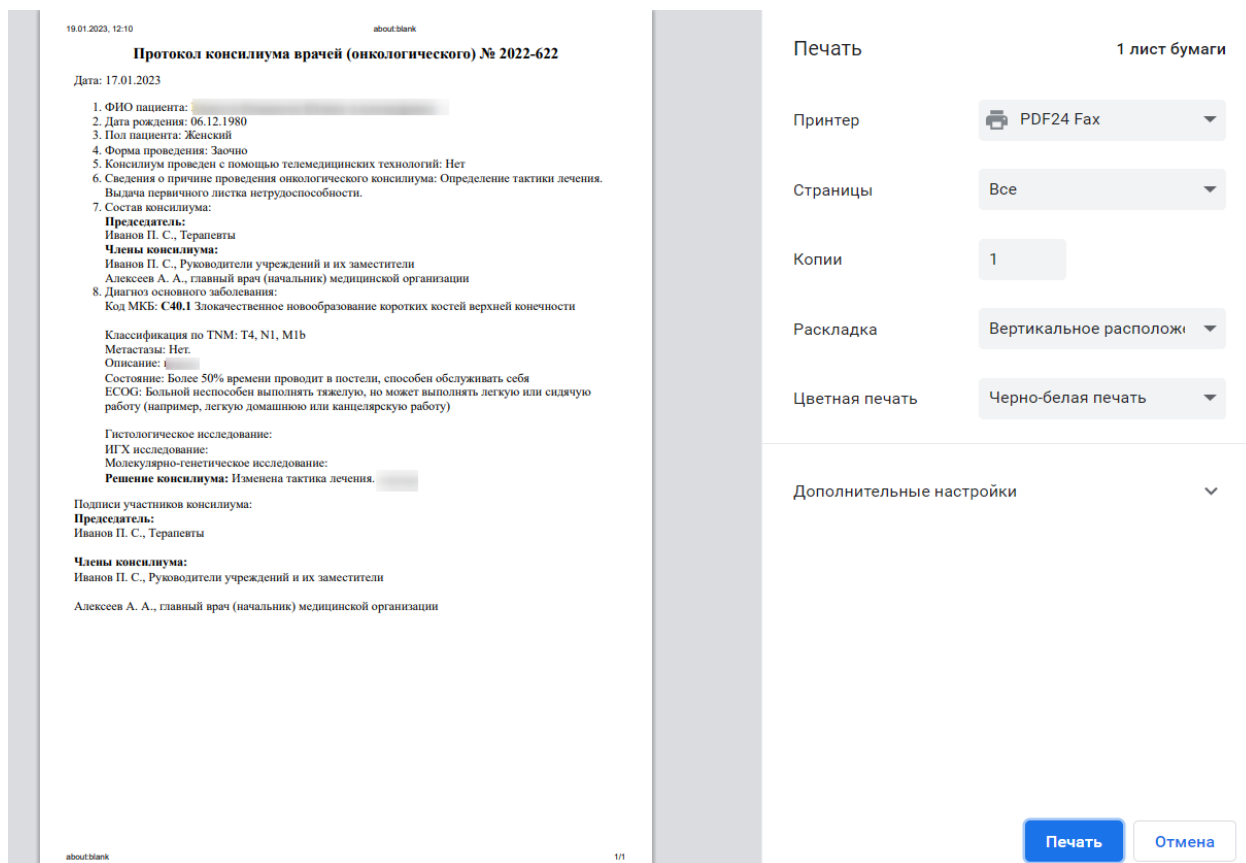 19.01.2023, 12:10
about:blank
Протокол консилиума врачей (онкологического) № 2022-622
Дата: 17.01.2023
1. ФИО пациента:
2. Дата рождения: 06.12.1980
3. Пол пациента: Женский
4. Форма проведения: Заочно
5. Консилиум проведен с помощью телемедицинских технологий: Нет
6. Сведения о причине проведения онкологического консилиума: Определение тактики лечения.
Выдача первичного листка нетрудоспособности.
7. Состав консилиума:
Председатель:
Иванов П. С., Терапевты
Члены консилиума:
Иванов П. С., Руководители учреждений и их заместители
Алексеев А. А., главный врач (начальник) медицинской организации
8. Диагноз основного заболевания:
Код МКБ: C40.1 Злокачественное новообразование коротких костей верхней конечности
Классификация по TNM: T4, N1, M1b
Метастазы: Нет.
Описание:
Состояние: Более 50% времени проводит в постели, способен обслуживать себя
ECOG: Больной неспособен выполнять тяжелую, но может выполнять легкую или сидячую
работу (например, легкую домашнюю или канцелярскую работу)
Гистологическое исследование:
ИГХ исследование:
Молекулярно-генетическое исследование:
Решение консилиума: Изменена тактика лечения.
Подписи участников консилиума:
Председатель:
Иванов П. С., Терапевты
Члены консилиума:
Иванов П. С., Руководители учреждений и их заместители
Алексеев А. А., главный врач (начальник) медицинской организации
about:blank
1/1
Печать
1 лист бумаги
Принтер
PDF24 Fax
Страницы
Все
Копии
1
Раскладка
Вертикальное располож
Цветная печать
Черно-белая печать
Дополнительные настройки
Печать
Отмена